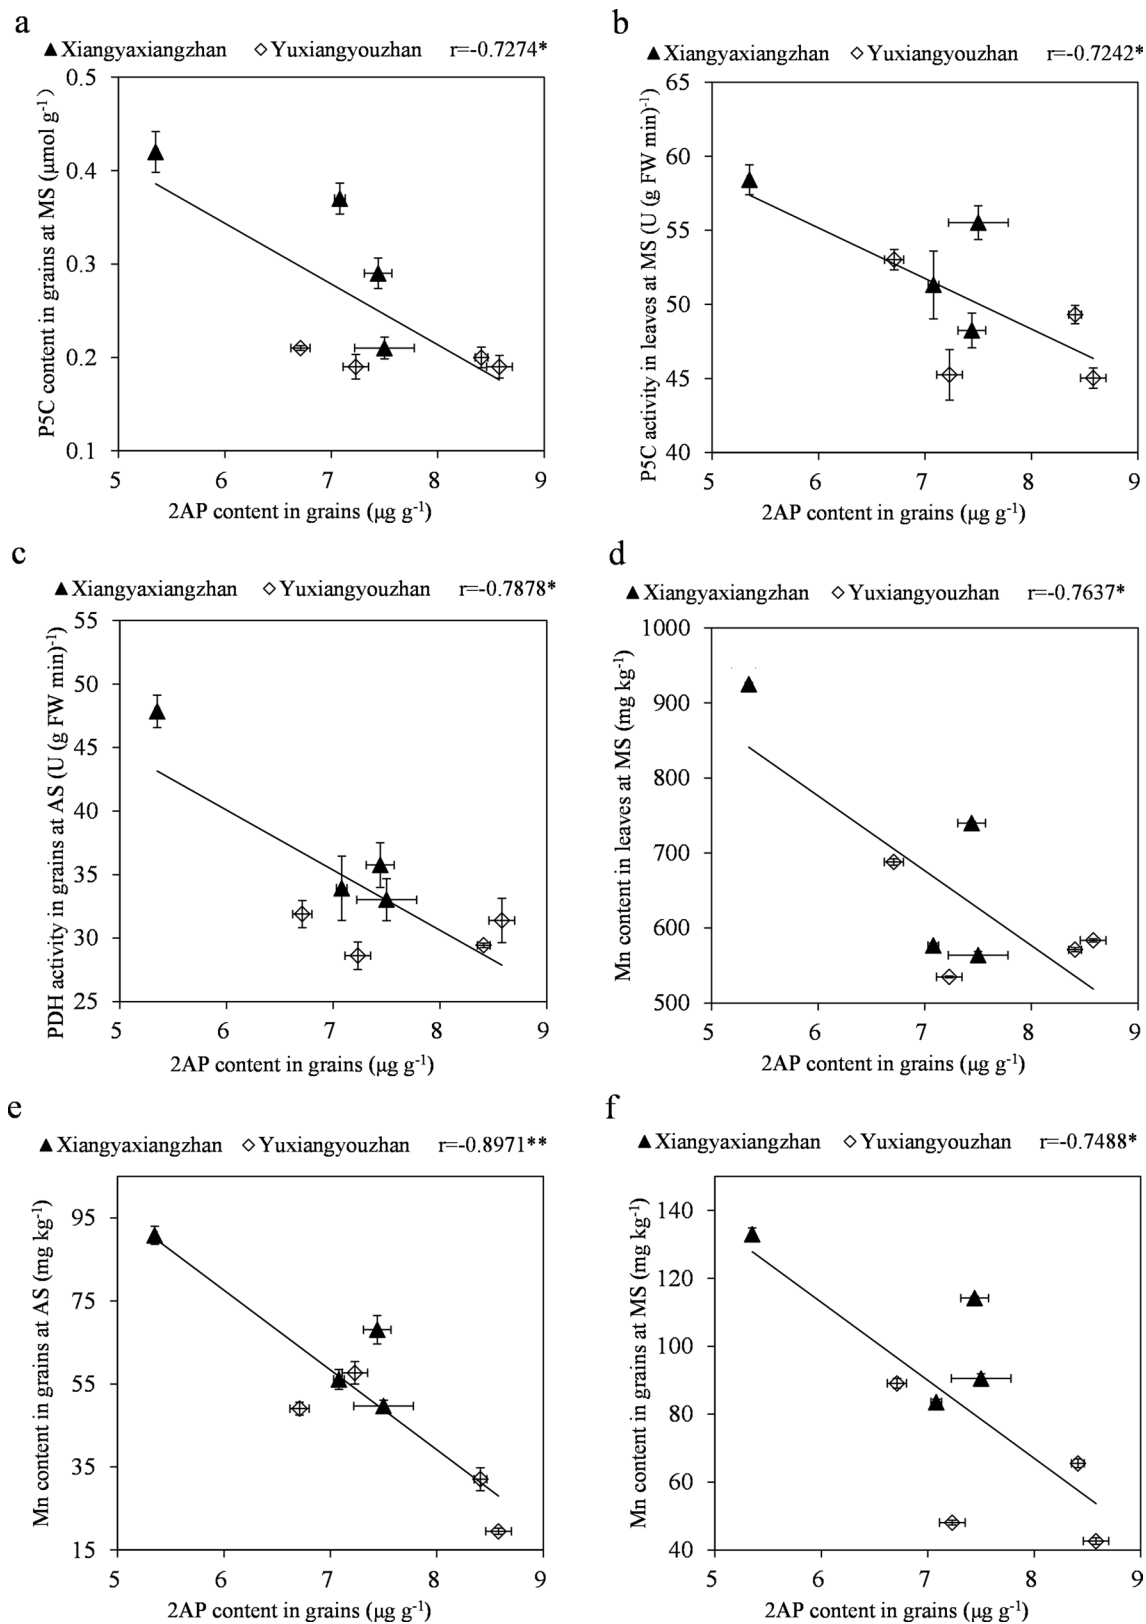 a
▲ Xiangyaxiangzhan ◇ Yuxiangyouzhan r=-0.7274*
P5C content in grains at MS (μmol g⁻¹)
0.5
0.4
0.3
0.2
0.1
5 6 7 8 9
2AP content in grains (μg g⁻¹)
b
▲ Xiangyaxiangzhan ◇ Yuxiangyouzhan r=-0.7242*
P5C activity in leaves at MS (U (g FW min)⁻¹)
65
60
55
50
45
40
5 6 7 8 9
2AP content in grains (μg g⁻¹)
c
▲ Xiangyaxiangzhan ◇ Yuxiangyouzhan r=-0.7878*
PDH activity in grains at AS (U (g FW min)⁻¹)
55
50
45
40
35
30
25
5 6 7 8 9
2AP content in grains (μg g⁻¹)
d
▲ Xiangyaxiangzhan ◇ Yuxiangyouzhan r=-0.7637*
Mn content in leaves at MS (mg kg⁻¹)
1000
900
800
700
600
500
5 6 7 8 9
2AP content in grains (μg g⁻¹)
e
▲ Xiangyaxiangzhan ◇ Yuxiangyouzhan r=-0.8971**
Mn content in grains at AS (mg kg⁻¹)
95
75
55
35
15
5 6 7 8 9
2AP content in grains (μg g⁻¹)
f
▲ Xiangyaxiangzhan ◇ Yuxiangyouzhan r=-0.7488*
Mn content in grains at MS (mg kg⁻¹)
140
120
100
80
60
40
5 6 7 8 9
2AP content in grains (μg g⁻¹)